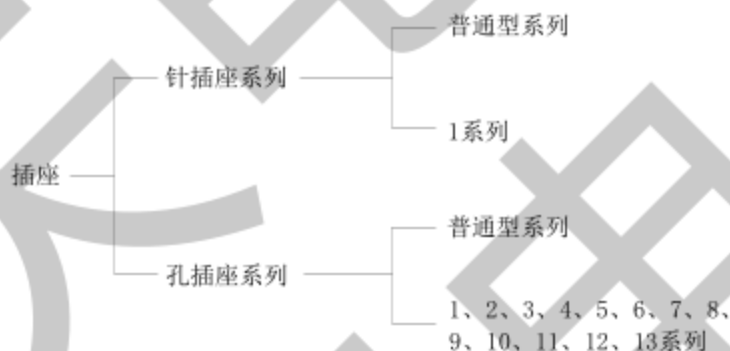 普通型系列
针插座系列
1系列
插座
普通型系列
孔插座系列
1、2、3、4、5、6、7、8、
9、10、11、12、13系列